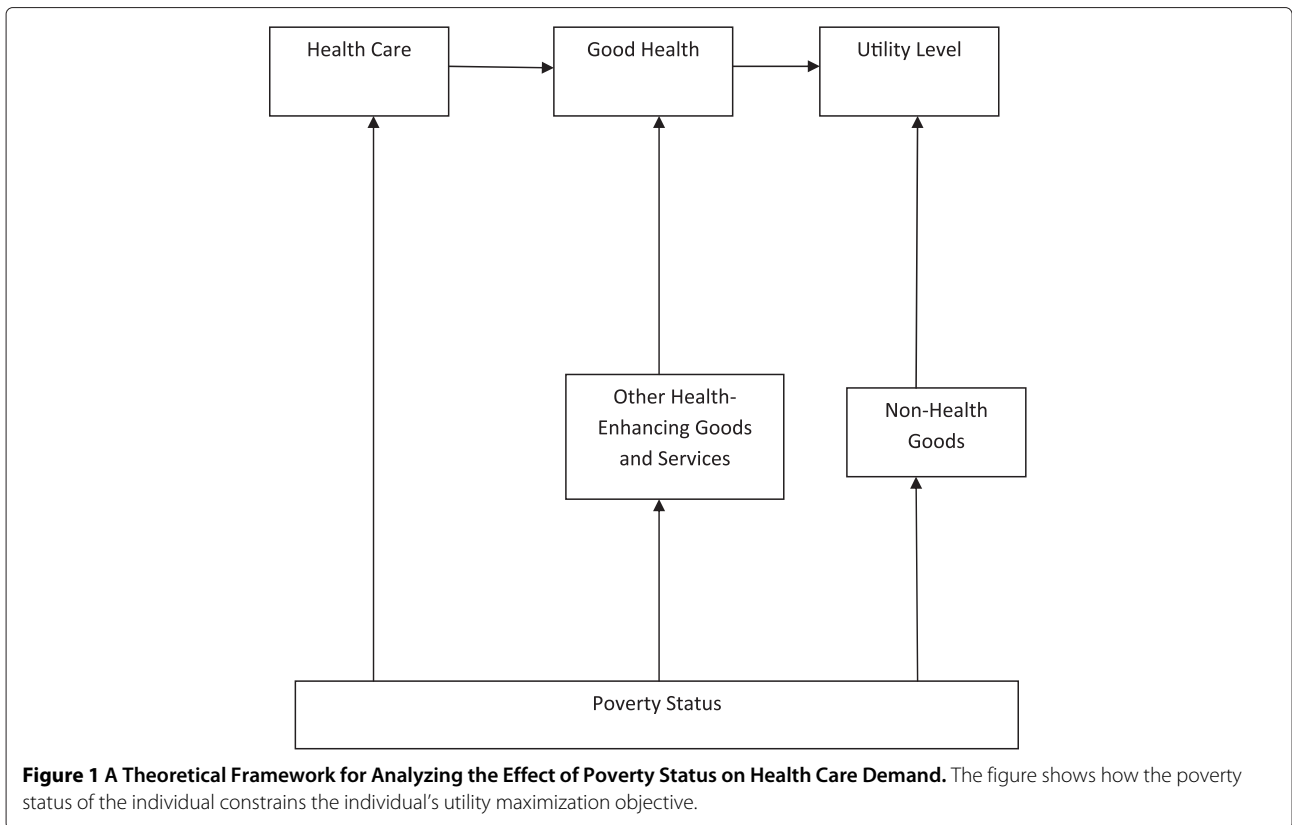 Health Care
Good Health
Utility Level
Other Health-
Enhancing Goods
and Services
Non-Health
Goods
Poverty Status
Figure 1 A Theoretical Framework for Analyzing the Effect of Poverty Status on Health Care Demand. The figure shows how the poverty
status of the individual constrains the individual's utility maximization objective.